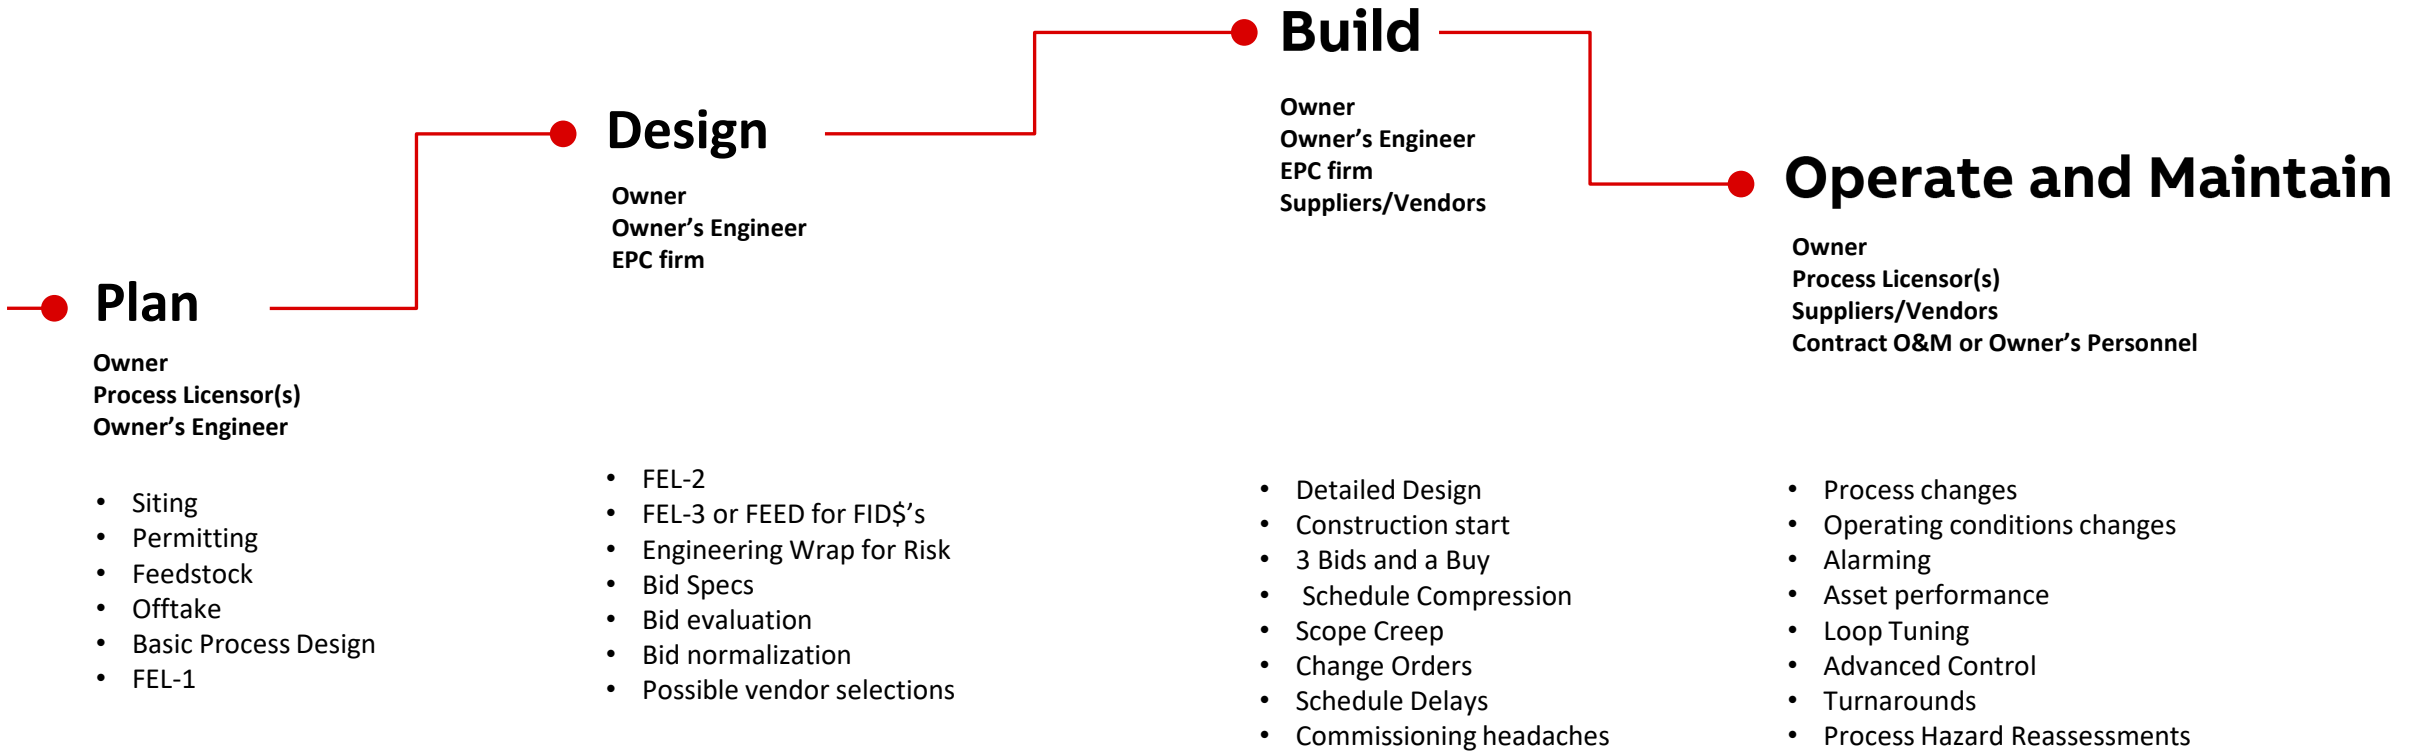 Plan
Owner
Process Licensor(s)
Owner’s Engineer
• Siting
• Permitting
• Feedstock
• Offtake
• Basic Process Design
• FEL-1
Design
Owner
Owner’s Engineer
EPC firm
• FEL-2
• FEL-3 or FEED for FID$’s
• Engineering Wrap for Risk
• Bid Specs
• Bid evaluation
• Bid normalization
• Possible vendor selections
Build
Owner
Owner’s Engineer
EPC firm
Suppliers/Vendors
• Detailed Design
• Construction start
• 3 Bids and a Buy
• Schedule Compression
• Scope Creep
• Change Orders
• Schedule Delays
• Commissioning headaches
Operate and Maintain
Owner
Process Licensor(s)
Suppliers/Vendors
Contract O&M or Owner’s Personnel
• Process changes
• Operating conditions changes
• Alarming
• Asset performance
• Loop Tuning
• Advanced Control
• Turnarounds
• Process Hazard Reassessments